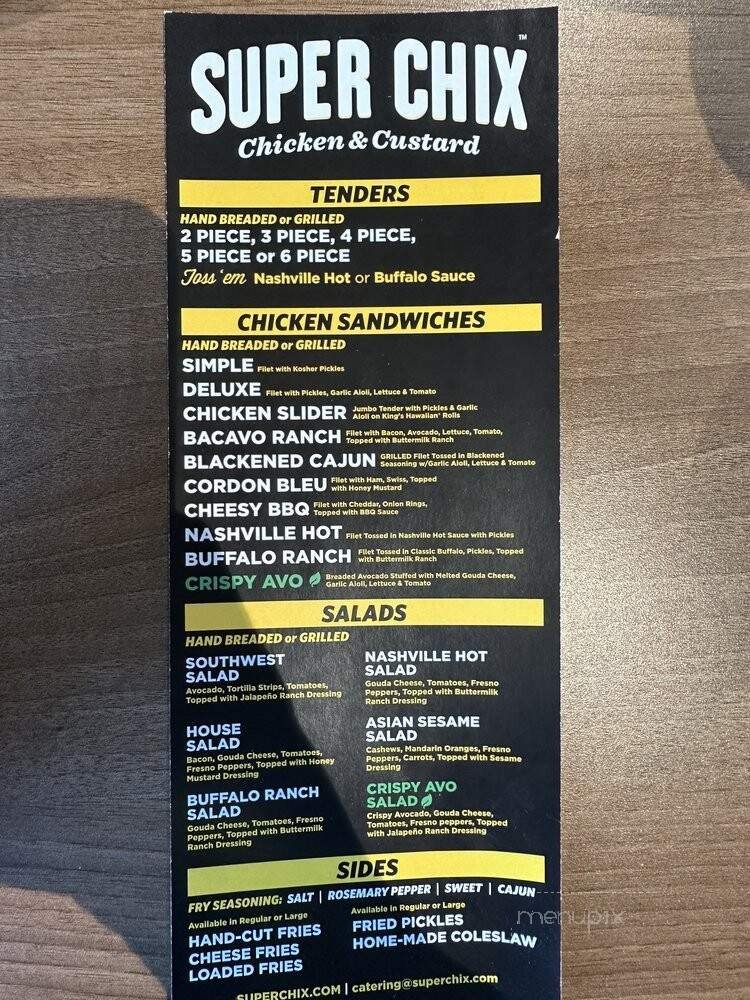 SUPER CHIX™
Chicken & Custard
TENDERS
HAND BREADED or GRILLED
2 PIECE, 3 PIECE, 4 PIECE,
5 PIECE or 6 PIECE
Toss 'em Nashville Hot or Buffalo Sauce
CHICKEN SANDWICHES
HAND BREADED or GRILLED
SIMPLE Filet with Kosher Pickles
DELUXE Filet with Pickles, Garlic Aioli, Lettuce & Tomato
CHICKEN SLIDER Jumbo Tender with Pickles & Garlic
Aioli on King's Hawaiian® Rolls
BACAVO RANCH Filet with Bacon, Avocado, Lettuce, Tomato,
Topped with Buttermilk Ranch
BLACKENED CAJUN GRILLED Filet Tossed in Blackened
Seasoning w/Garlic Aioli, Lettuce & Tomato
CORDON BLEU Filet with Ham, Swiss, Topped
with Honey Mustard
CHEESY BBQ Filet with Cheddar, Onion Rings,
Topped with BBQ Sauce
NASHVILLE HOT Filet Tossed in Nashville Hot Sauce with Pickles
BUFFALO RANCH Filet Tossed in Classic Buffalo, Pickles, Topped
with Buttermilk Ranch
CRISPY AVO Breaded Avocado Stuffed with Melted Gouda Cheese,
Garlic Aioli, Lettuce & Tomato
SALADS
HAND BREADED or GRILLED
SOUTHWEST
SALAD
Avocado, Tortilla Strips, Tomatoes,
Topped with Jalapeño Ranch Dressing
NASHVILLE HOT
SALAD
Gouda Cheese, Tomatoes, Fresno
Peppers, Topped with Buttermilk
Ranch Dressing
HOUSE
SALAD
Bacon, Gouda Cheese, Tomatoes,
Fresno Peppers, Topped with Honey
Mustard Dressing
ASIAN SESAME
SALAD
Cashews, Mandarin Oranges, Fresno
Peppers, Carrots, Topped with Sesame
Dressing
BUFFALO RANCH
SALAD
Gouda Cheese, Tomatoes, Fresno
Peppers, Topped with Buttermilk
Ranch Dressing
CRISPY AVO
SALAD
Crispy Avocado, Gouda Cheese,
Tomatoes, Fresno peppers, Topped
with Jalapeño Ranch Dressing
SIDES
FRY SEASONING: SALT | ROSEMARY PEPPER | SWEET | CAJUN
Available in Regular or Large
HAND-CUT FRIES
CHEESE FRIES
LOADED FRIES
Available in Regular or Large
FRIED PICKLES
HOME-MADE COLESLAW
menupix
SUPERCHIX.COM | catering@superchix.com